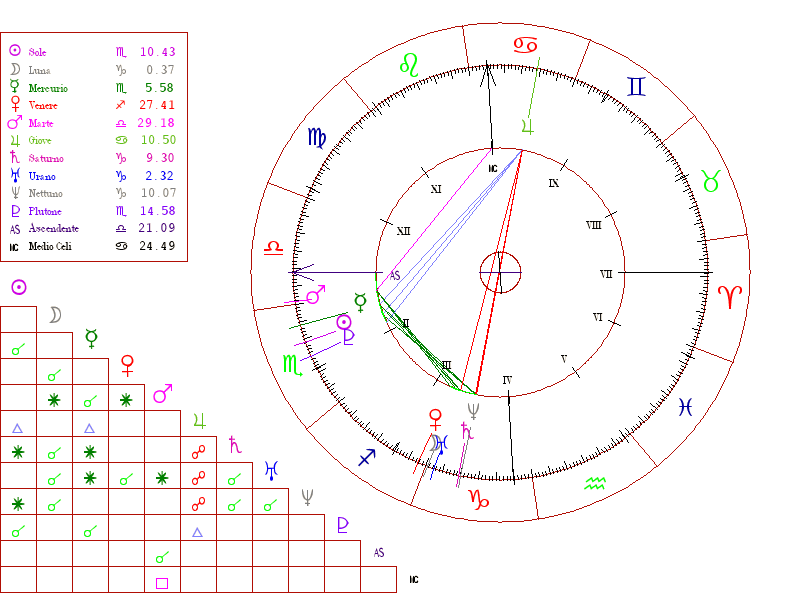 ☉ Sole ♏ 10.43
☽ Luna ♑ 0.37
☿ Mercurio ♏ 5.58
♀ Venere ♐ 27.41
♂ Marte ♎ 29.18
♃ Giove ♋ 10.50
♄ Saturno ♑ 9.30
♅ Urano ♑ 2.32
♆ Nettuno ♑ 10.07
♇ Plutone ♏ 14.58
AS Ascendente ♎ 21.09
MC Medio Celi ♋ 24.49
MC
XI
IX
XII
VIII
AS
VII
II
VI
III
V
IV
AS
MC